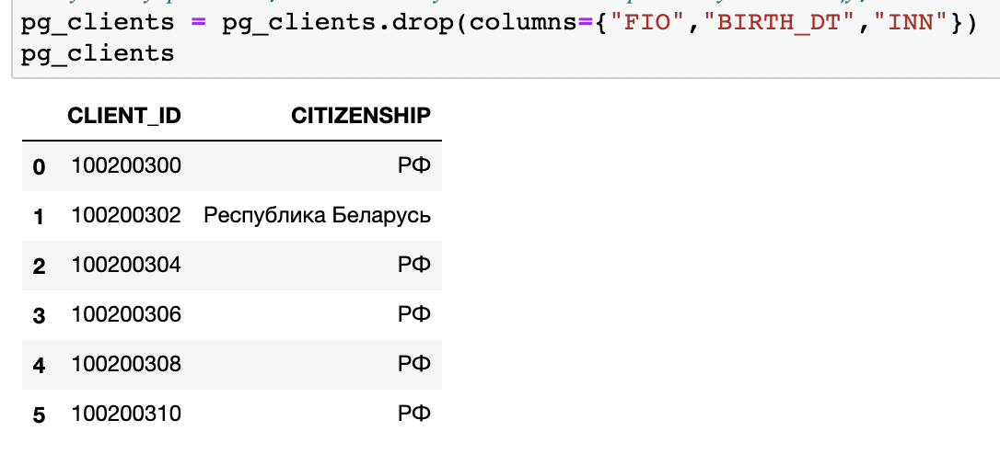 pg_clients = pg_clients.drop(columns={"FIO","BIRTH_DT","INN"})
pg_clients
CLIENT_ID CITIZENSHIP
0 100200300 РФ
1 100200302 Республика Беларусь
2 100200304 РФ
3 100200306 РФ
4 100200308 РФ
5 100200310 РФ